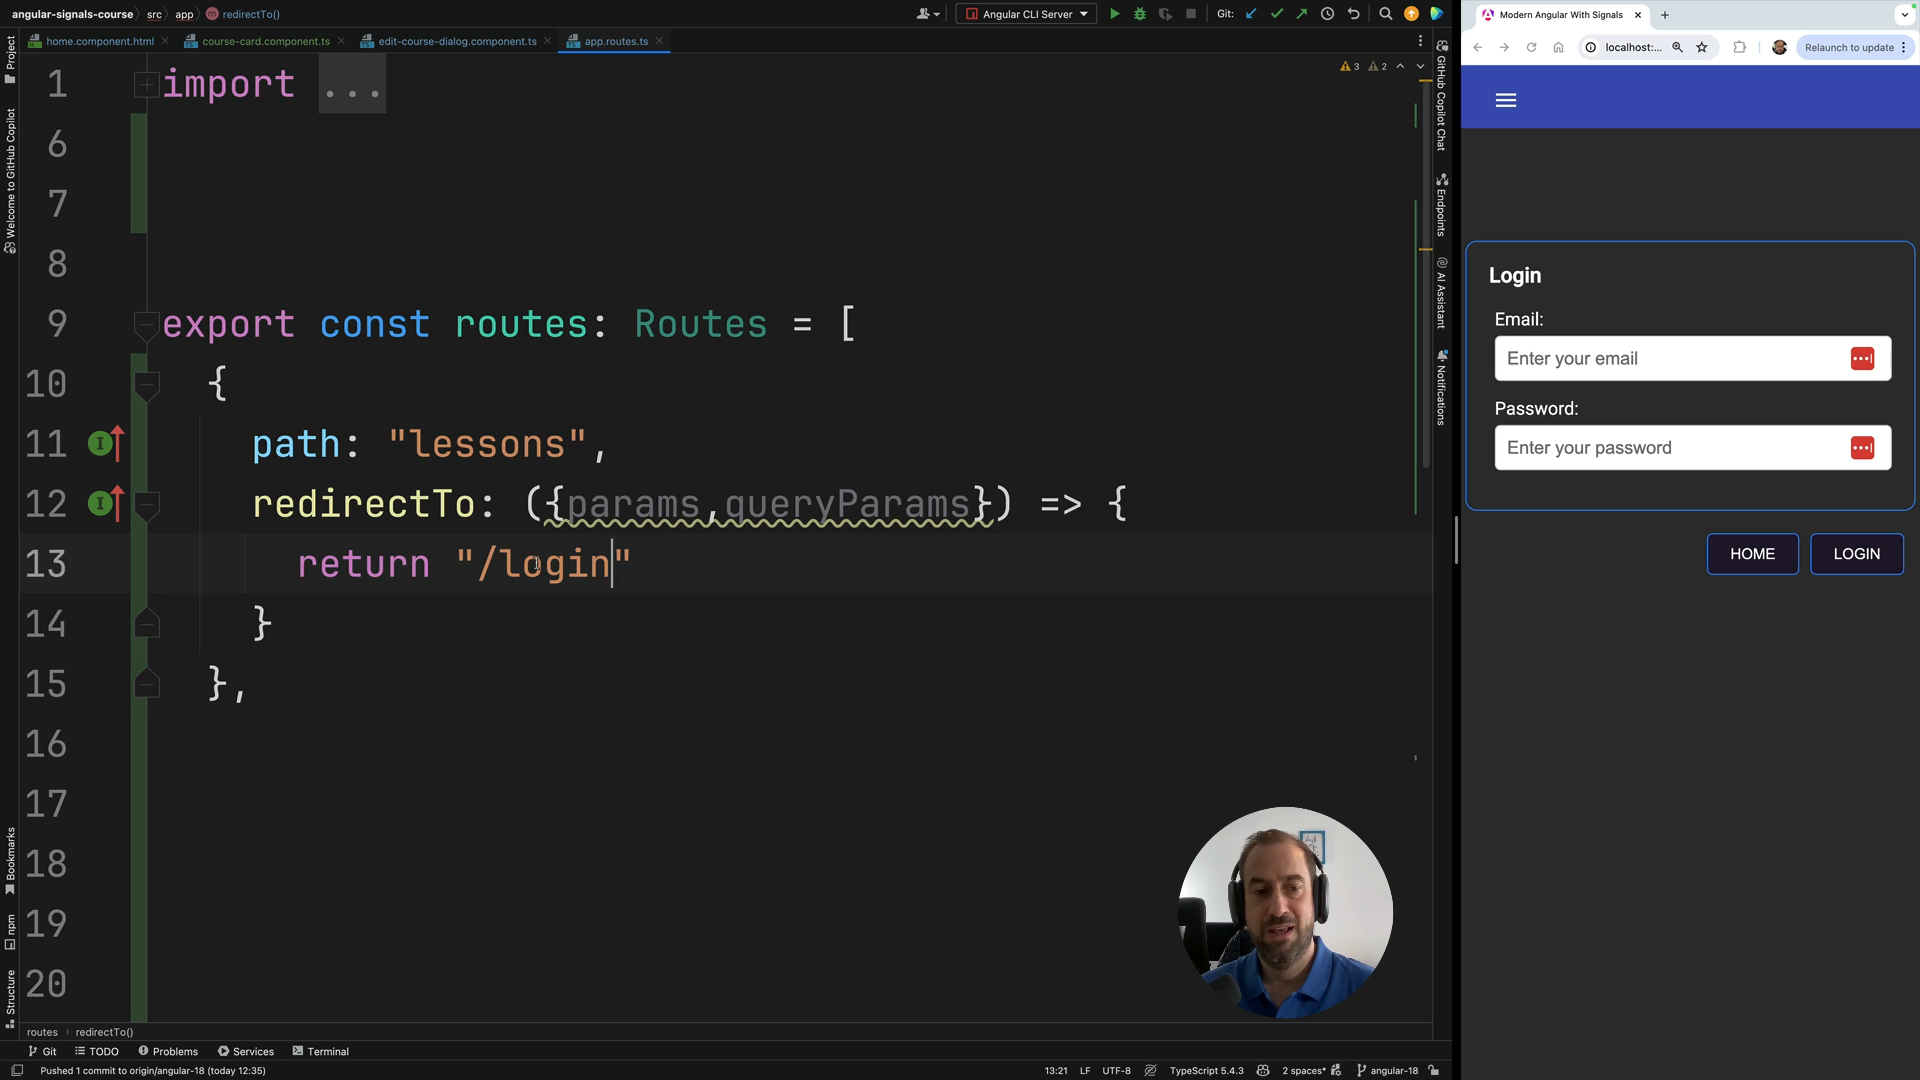 angular-signals-course
src
app
redirectTo()
Angular CLI Server
Git:
home.component.html
course-card.component.ts
edit-course-dialog.component.ts
app.routes.ts
3
2
Project
Welcome to GitHub Copilot
Bookmarks
npm
Structure
1 import ...
6
7
8
9 export const routes: Routes = [
10 {
11 path: "lessons",
12 redirectTo: ({params,queryParams}) => {
13 return "/login"
14 }
15 },
16
17
18
19
20
GitHub Copilot Chat
Endpoints
AI Assistant
Notifications
routes
redirectTo()
Git
TODO
Problems
Services
Terminal
Pushed 1 commit to origin/angular-18 (today 12:35)
13:21
LF
UTF-8
TypeScript 5.4.3
2 spaces*
angular-18
Modern Angular With Signals
localhost:...
Relaunch to update
Login
Email:
Enter your email
Password:
Enter your password
HOME
LOGIN